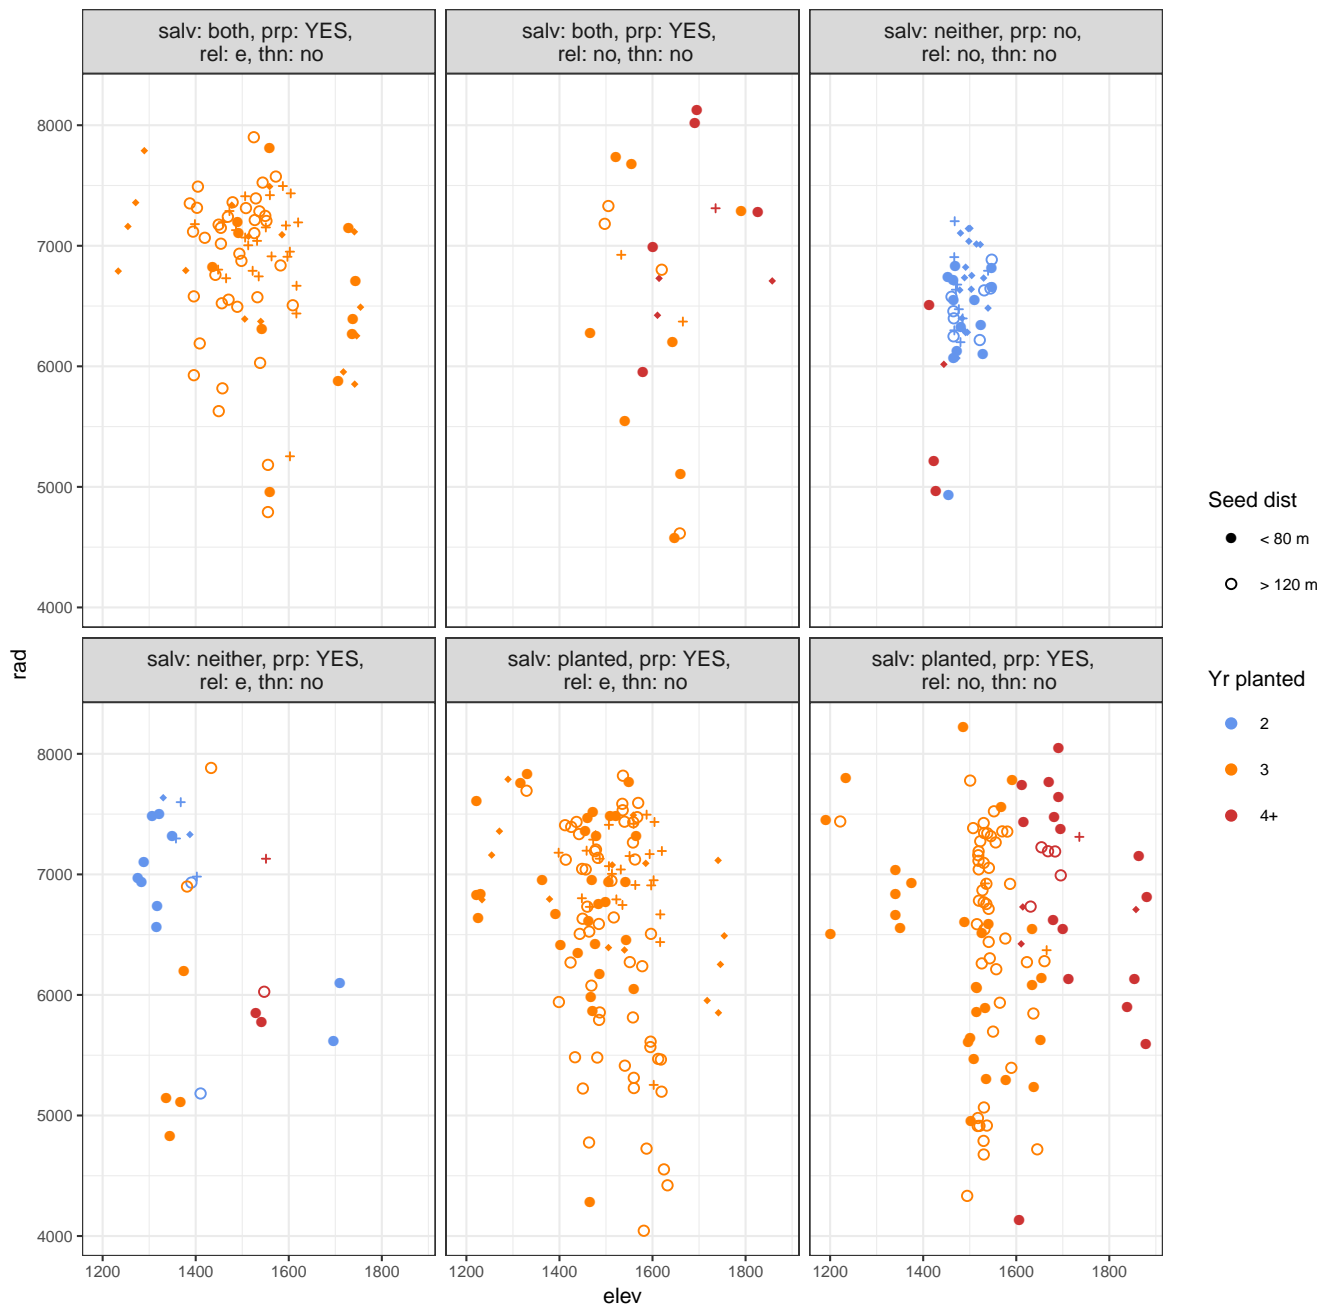 salv: both, prp: YES,
rel: e, thn: no
salv: both, prp: YES,
rel: no, thn: no
salv: neither, prp: no,
rel: no, thn: no
8000
7000
6000
5000
4000
salv: neither, prp: YES,
rel: e, thn: no
salv: planted, prp: YES,
rel: e, thn: no
salv: planted, prp: YES,
rel: no, thn: no
8000
7000
6000
5000
4000
1200 1400 1600 1800
1200 1400 1600 1800
1200 1400 1600 1800
elev
rad
Seed dist
< 80 m
> 120 m
Yr planted
2
3
4+